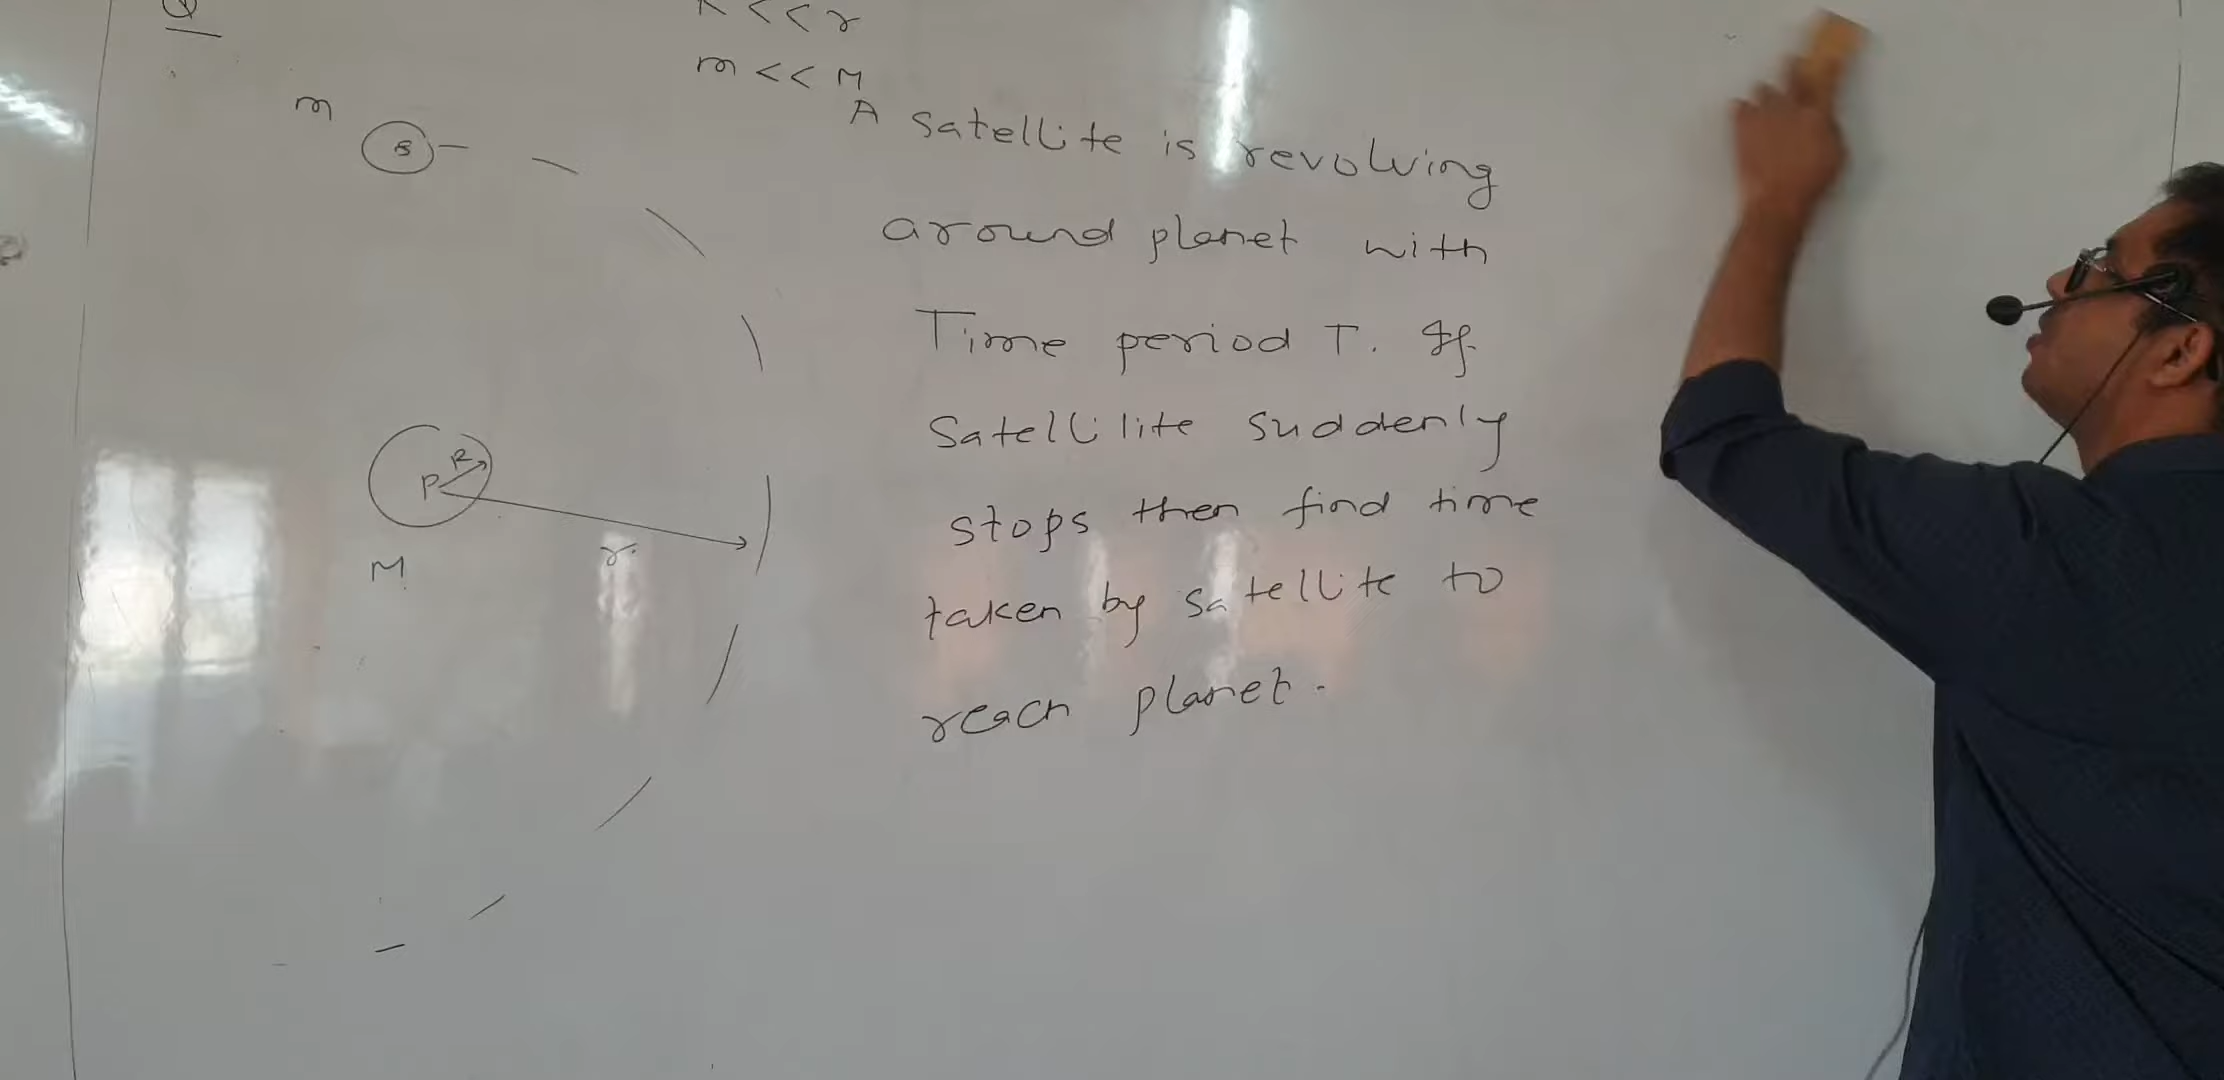 Q
R << r
m << M
m
S
A satellite is revolving
around planet with
Time period T. If
Satellilite suddenly
stops then find time
taken by satellite to
reach planet.
R
P
r
M